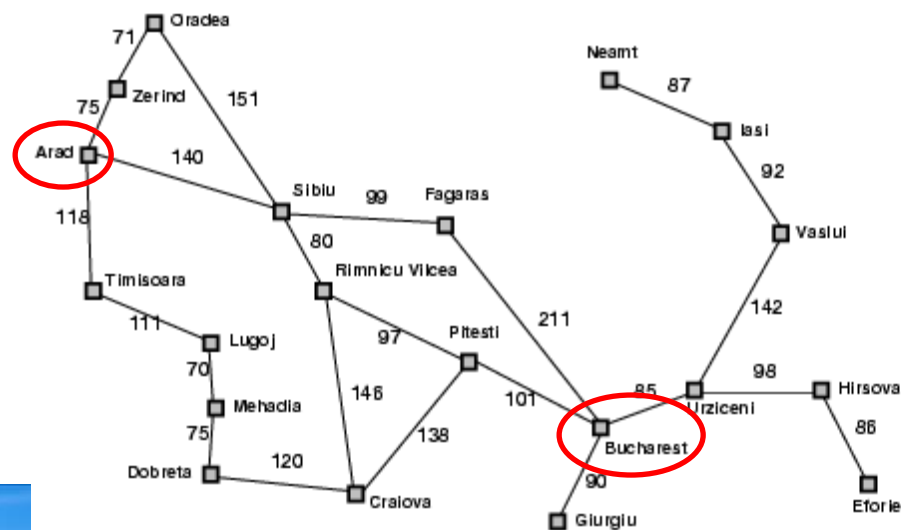 Oradea
71
Neamt
87
Zerind
75
151
Iasi
Arad
140
92
Sibiu
99
Fagaras
118
80
Vaslui
Timisoara
Rimnicu Vilcea
142
111
211
Lugoj
97
Pitesti
70
98
Hirsova
146
101
85
Urziceni
Mehadia
75
138
86
Bucharest
120
Dobreta
90
Craiova
Eforie
Giurgiu